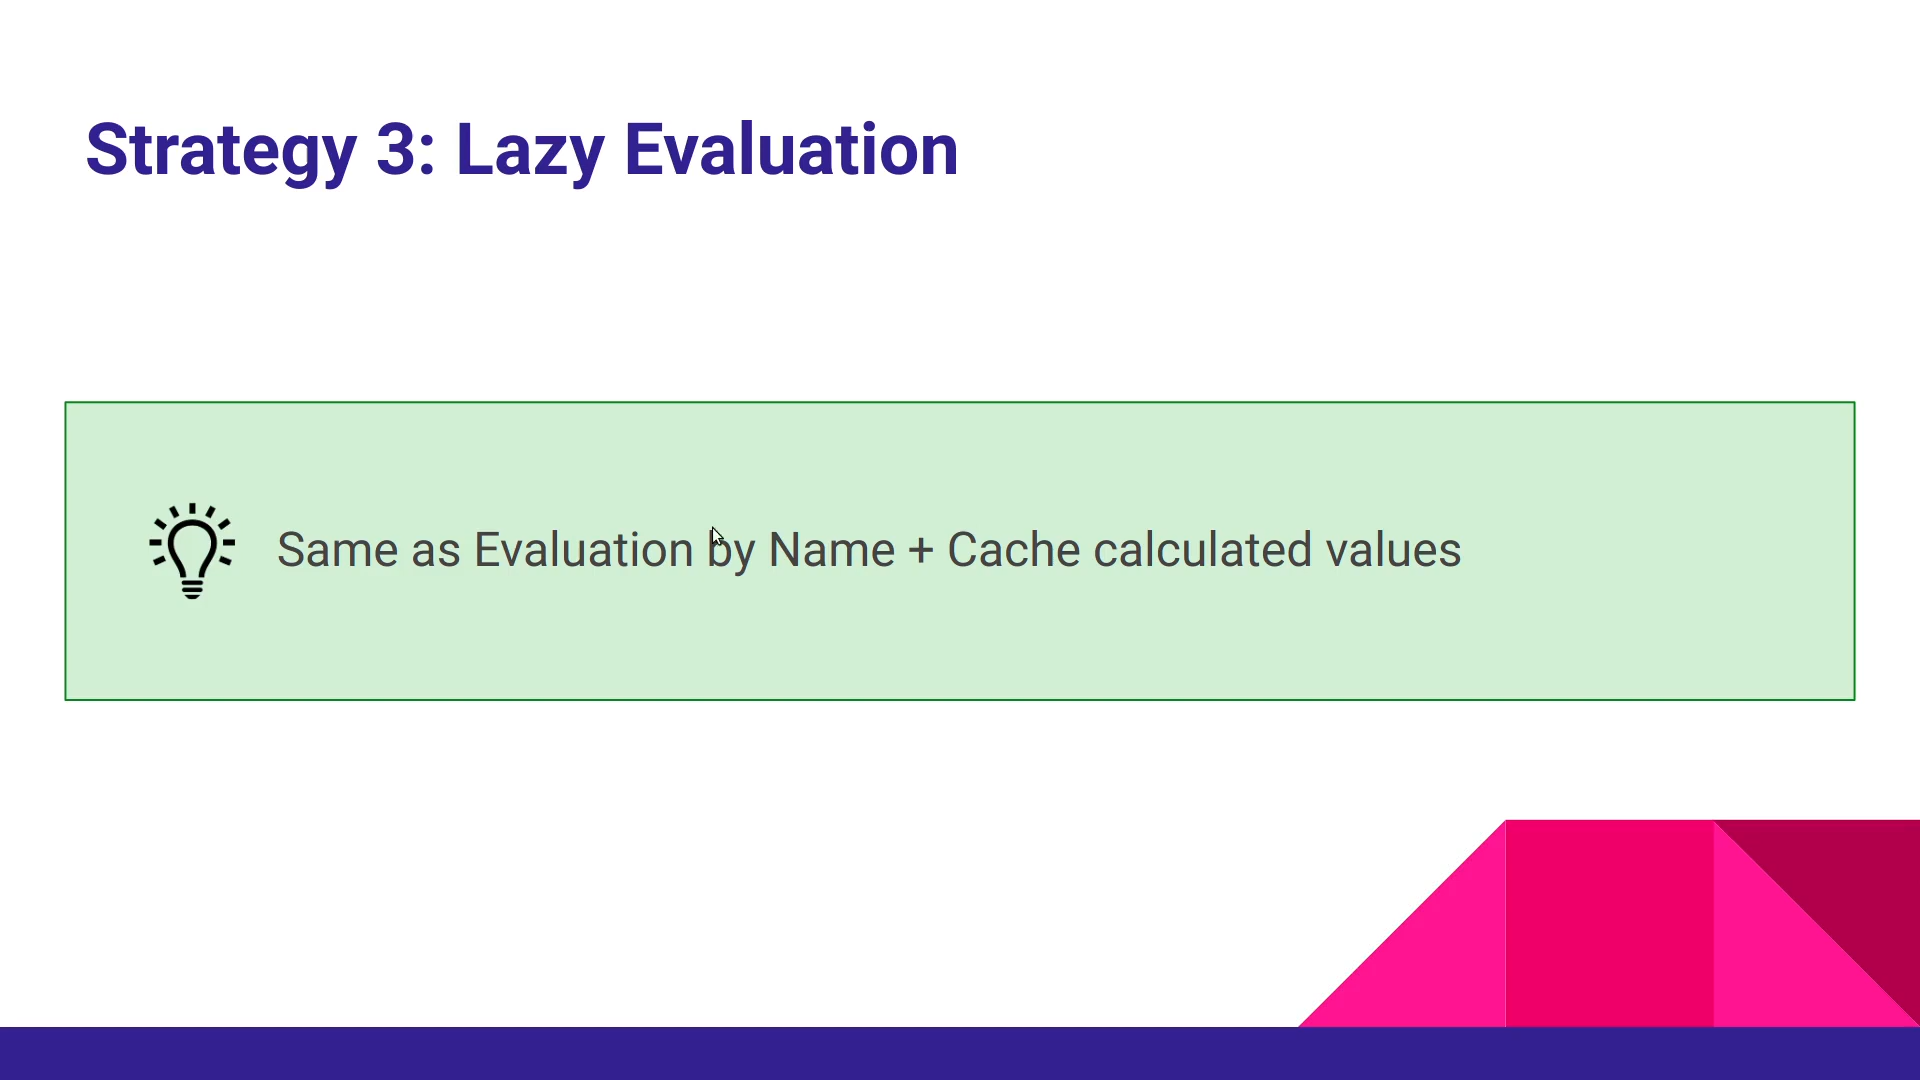 Strategy 3: Lazy Evaluation
Same as Evaluation by Name + Cache calculated values